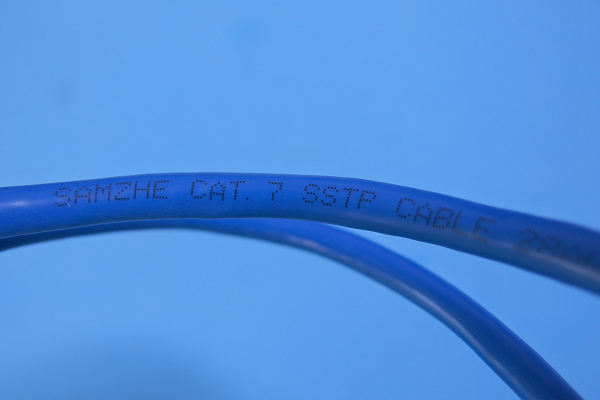 SAMZHE CAT. 7 SSTP CABLE